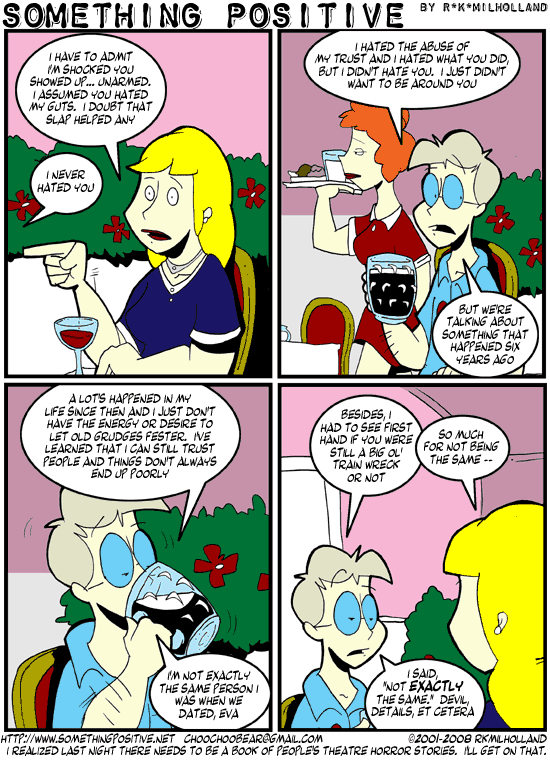 SOMETHING POSITIVE BY R*K*MILHOLLAND
I HAVE TO ADMIT
I'M SHOCKED YOU
SHOWED UP... UNARMED.
I ASSUMED YOU HATED
MY GUTS. I DOUBT THAT
SLAP HELPED ANY
I NEVER
HATED YOU
I HATED THE ABUSE OF
MY TRUST AND I HATED WHAT YOU DID,
BUT I DIDN'T HATE YOU. I JUST DIDN'T
WANT TO BE AROUND YOU
BUT WE'RE
TALKING ABOUT
SOMETHING THAT
HAPPENED SIX
YEARS AGO
A LOT'S HAPPENED IN MY
LIFE SINCE THEN AND I JUST DON'T
HAVE THE ENERGY OR DESIRE TO
LET OLD GRUDGES FESTER. I'VE
LEARNED THAT I CAN STILL TRUST
PEOPLE AND THINGS DON'T ALWAYS
END UP POORLY
I'M NOT EXACTLY
THE SAME PERSON I
WAS WHEN WE
DATED, EVA
BESIDES, I
HAD TO SEE FIRST
HAND IF YOU WERE
STILL A BIG OL'
TRAIN WRECK
OR NOT
SO MUCH
FOR NOT BEING
THE SAME --
I SAID,
"NOT EXACTLY
THE SAME." DEVIL,
DETAILS, ET CETERA
HTTP://WWW.SOMETHINGPOSITIVE.NET CHOOCHOOBEAR@GMAIL.COM ©2001-2008 RKMILHOLLAND
I REALIZED LAST NIGHT THERE NEEDS TO BE A BOOK OF PEOPLE'S THEATRE HORROR STORIES. I'LL GET ON THAT.